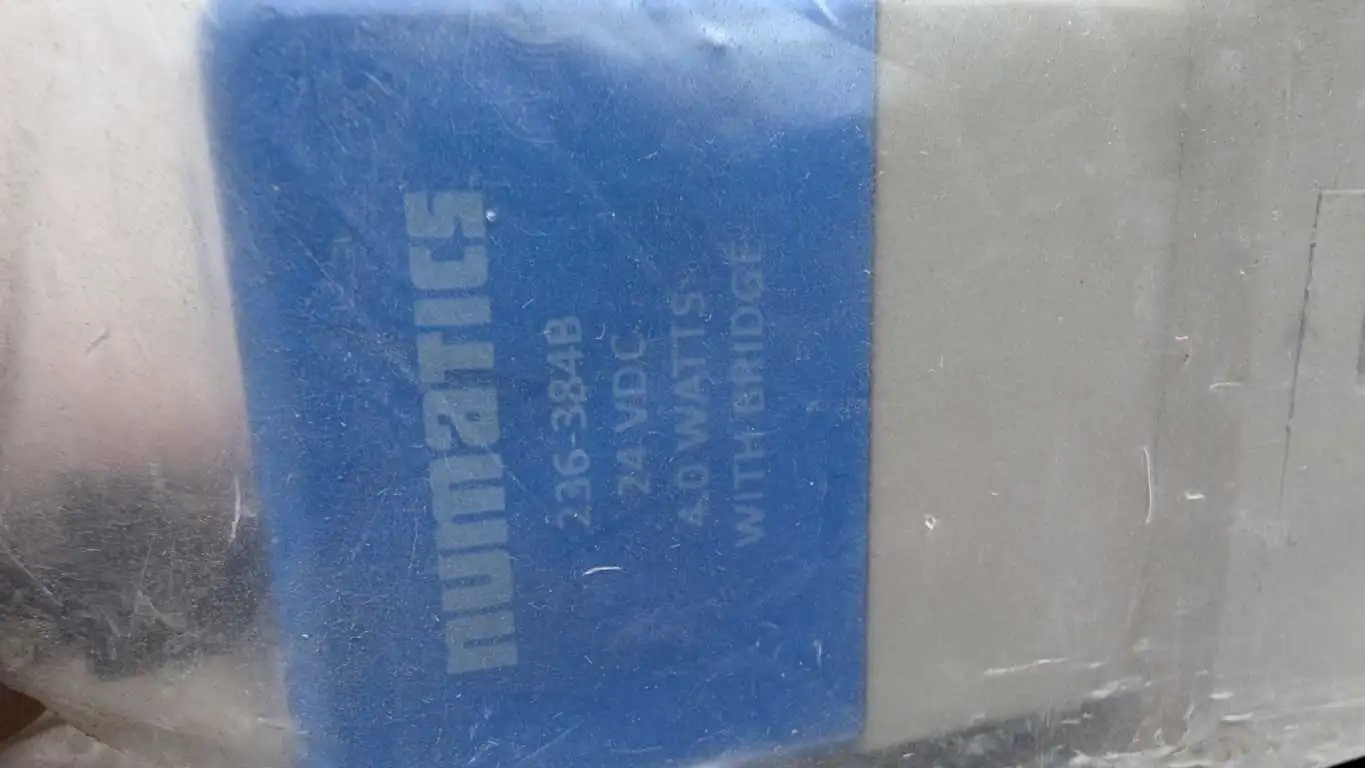 numatics
236-384B
24 VDC
4.0 WATTS
WITH BRIDGE